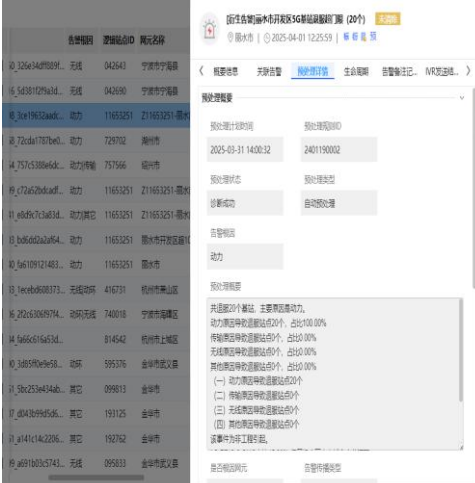 告警根因 逻辑站点ID 网元名称
无线 042643 宁波市宁海县
无线 042690 宁波市宁海县
动力 11653251 Z11653251-丽水
动力 729702 湖州市
动力|传输 757566 绍兴市
动力 11653251 Z11653251-丽水
动力|其它 11653251 Z11653251-丽水
动力 11653251 丽水市开发区超10
动力 11653251 丽水市
无线|动环 416731 杭州市萧山区
动环|无线 740018 宁波市海曙区
814542 杭州市上城区
动环 595376 金华市武义县
其它 099813 金华市
其它 193125 金华市
其它 192762 金华市
无线 095833 金华市武义县
[衍生告警]丽水市开发区5G基站退服超门限 (20个)
丽水市 | 2025-04-01 12:25:59 |
概要信息 关联告警 预处理详情 生命周期 告警备注记... IVR发送结...
预处理概要
预处理计划时间 预处理规则ID
2025-03-31 14:00:32 2401190002
预处理状态 预处理类型
诊断成功 自动预处理
告警根因
动力
预处理概要
共退服20个基站，主要原因是动力。
动力原因导致退服站点20个，占比100.00%
传输原因导致退服站点0个，占比0.00%
无线原因导致退服站点0个，占比0.00%
其他原因导致退服站点0个，占比0.00%
(一) 动力原因导致退服站点20个
(二) 传输原因导致退服站点0个
(三) 无线原因导致退服站点0个
(四) 其他原因导致退服站点0个
该事件为非工程引起。
是否根因网元 告警传播类型